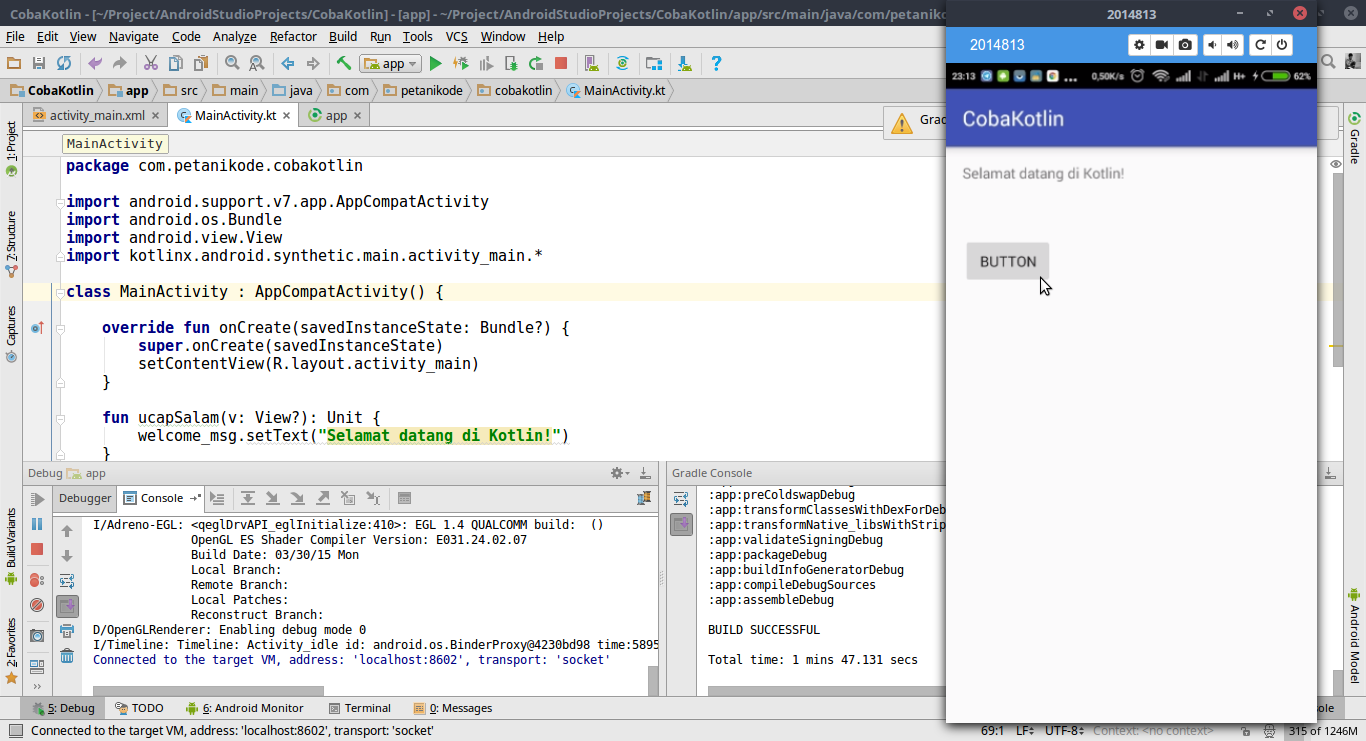 CobaKotlin - [~/Project/AndroidStudioProjects/CobaKotlin] - [app] - ~/Project/AndroidStudioProjects/CobaKotlin/app/src/main/java/com/petaniko
File Edit View Navigate Code Analyze Refactor Build Run Tools VCS Window Help
app
CobaKotlin app src main java com petanikode cobakotlin MainActivity.kt
activity_main.xml MainActivity.kt app
Grad
MainActivity
package com.petanikode.cobakotlin
import android.support.v7.app.AppCompatActivity
import android.os.Bundle
import android.view.View
import kotlinx.android.synthetic.main.activity_main.*
class MainActivity : AppCompatActivity() {
override fun onCreate(savedInstanceState: Bundle?) {
super.onCreate(savedInstanceState)
setContentView(R.layout.activity_main)
}
fun ucapSalam(v: View?): Unit {
welcome_msg.setText("Selamat datang di Kotlin!")
}
1: Project
7: Structure
Captures
Build Variants
2: Favorites
Debug app
Debugger Console
I/Adreno-EGL: <qeglDrvAPI_eglInitialize:410>: EGL 1.4 QUALCOMM build: ()
OpenGL ES Shader Compiler Version: E031.24.02.07
Build Date: 03/30/15 Mon
Local Branch:
Remote Branch:
Local Patches:
Reconstruct Branch:
D/OpenGLRenderer: Enabling debug mode 0
I/Timeline: Timeline: Activity_idle id: android.os.BinderProxy@4230bd98 time:5895
Connected to the target VM, address: 'localhost:8602', transport: 'socket'
Gradle Console
:app:preColdswapDebug
:app:transformClassesWithDexForDeb
:app:transformNative_libsWithStrip
:app:validateSigningDebug
:app:packageDebug
:app:buildInfoGeneratorDebug
:app:compileDebugSources
:app:assembleDebug
BUILD SUCCESSFUL
Total time: 1 mins 47.131 secs
2014813
2014813
23:13 0,50K/s H+ 62%
CobaKotlin
Selamat datang di Kotlin!
BUTTON
Gradle
Android Model
5: Debug TODO 6: Android Monitor Terminal 0: Messages
sole
Connected to the target VM, address: 'localhost:8602', transport: 'socket'
69:1 LF UTF-8 Context: <no context> 315 of 1246M